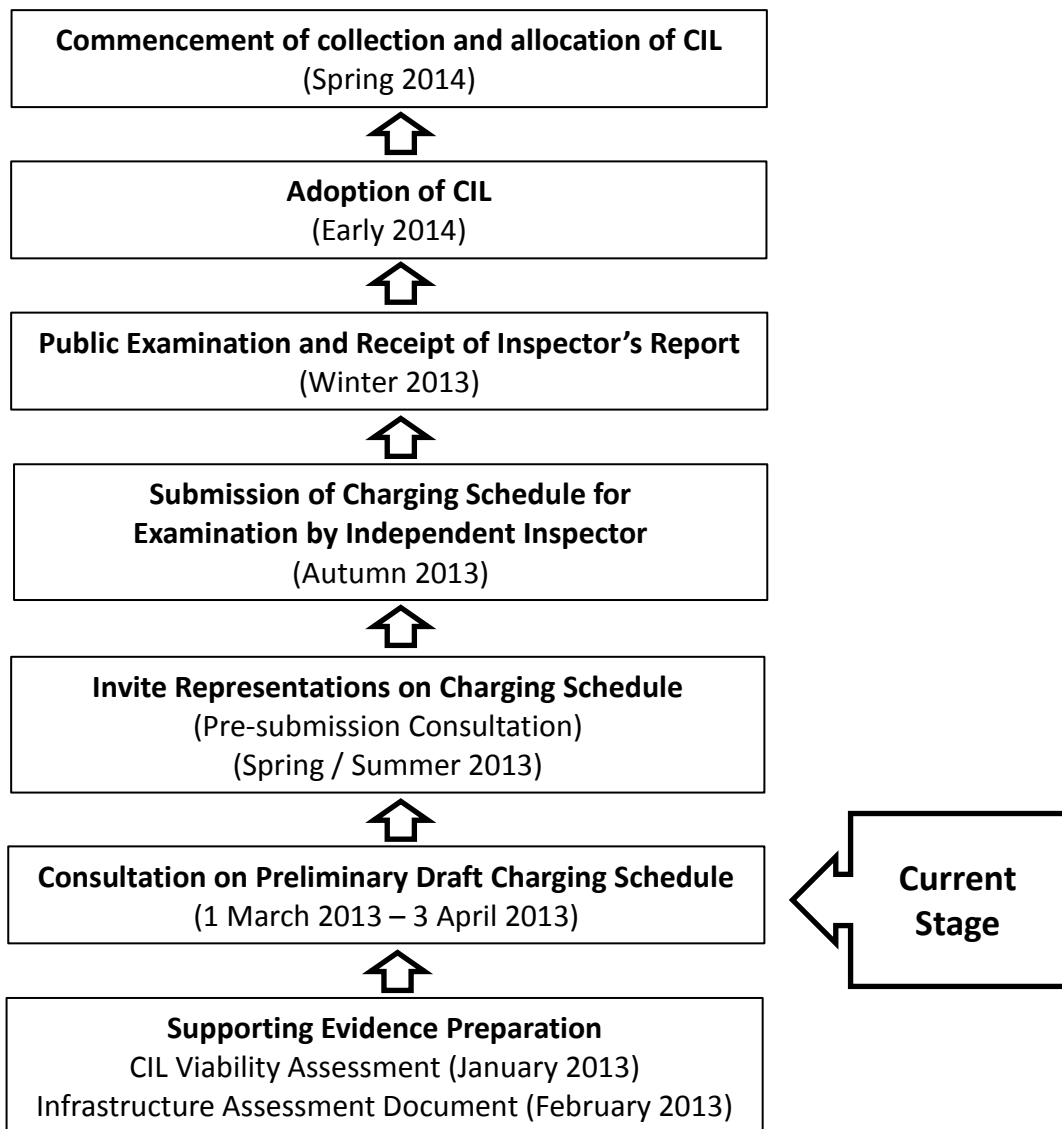 Commencement of collection and allocation of CIL
(Spring 2014)
Adoption of CIL
(Early 2014)
Public Examination and Receipt of Inspector’s Report
(Winter 2013)
Submission of Charging Schedule for
Examination by Independent Inspector
(Autumn 2013)
Invite Representations on Charging Schedule
(Pre-submission Consultation)
(Spring / Summer 2013)
Consultation on Preliminary Draft Charging Schedule
(1 March 2013 – 3 April 2013)
Current
Stage
Supporting Evidence Preparation
CIL Viability Assessment (January 2013)
Infrastructure Assessment Document (February 2013)